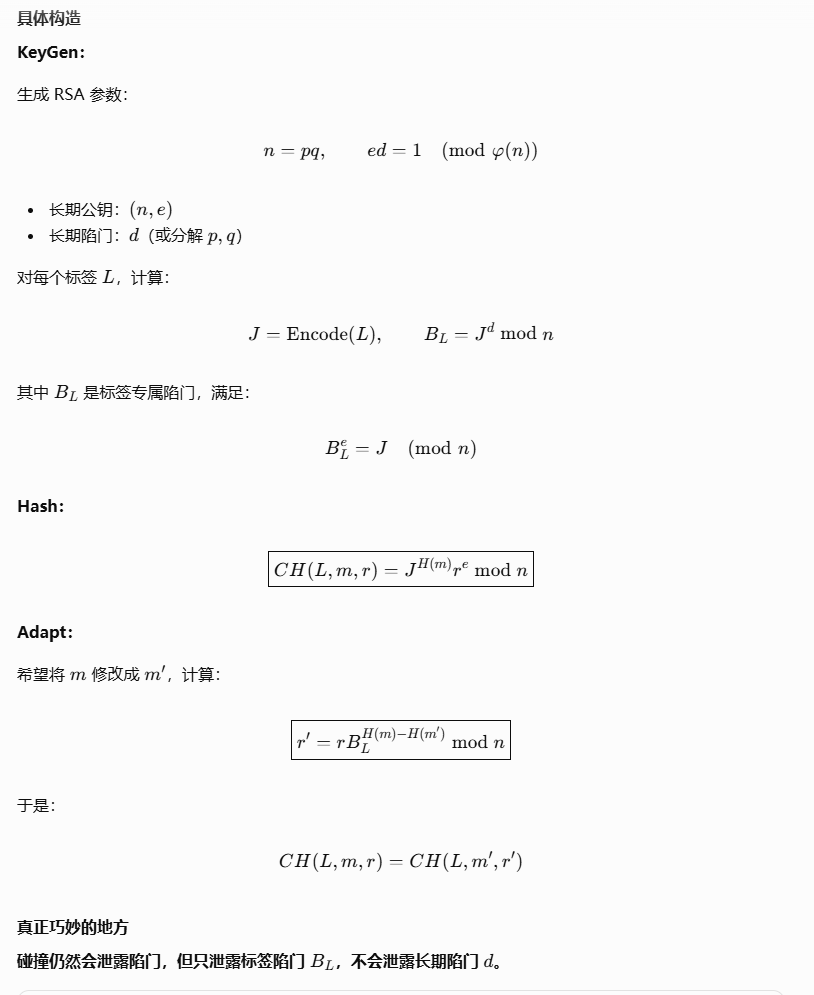 具体构造
KeyGen：
生成 RSA 参数：
n = pq, ed = 1 (mod φ(n))
• 长期公钥：(n, e)
• 长期陷门：d（或分解 p, q）
对每个标签 L，计算：
J = Encode(L), B_L = J^d mod n
其中 B_L 是标签专属陷门，满足：
B_L^e = J (mod n)
Hash：
CH(L, m, r) = J^{H(m)} r^e mod n
Adapt：
希望将 m 修改成 m′，计算：
r′ = r B_L^{H(m)−H(m′)} mod n
于是：
CH(L, m, r) = CH(L, m′, r′)
真正巧妙的地方
碰撞仍然会泄露陷门，但只泄露标签陷门 B_L，不会泄露长期陷门 d。